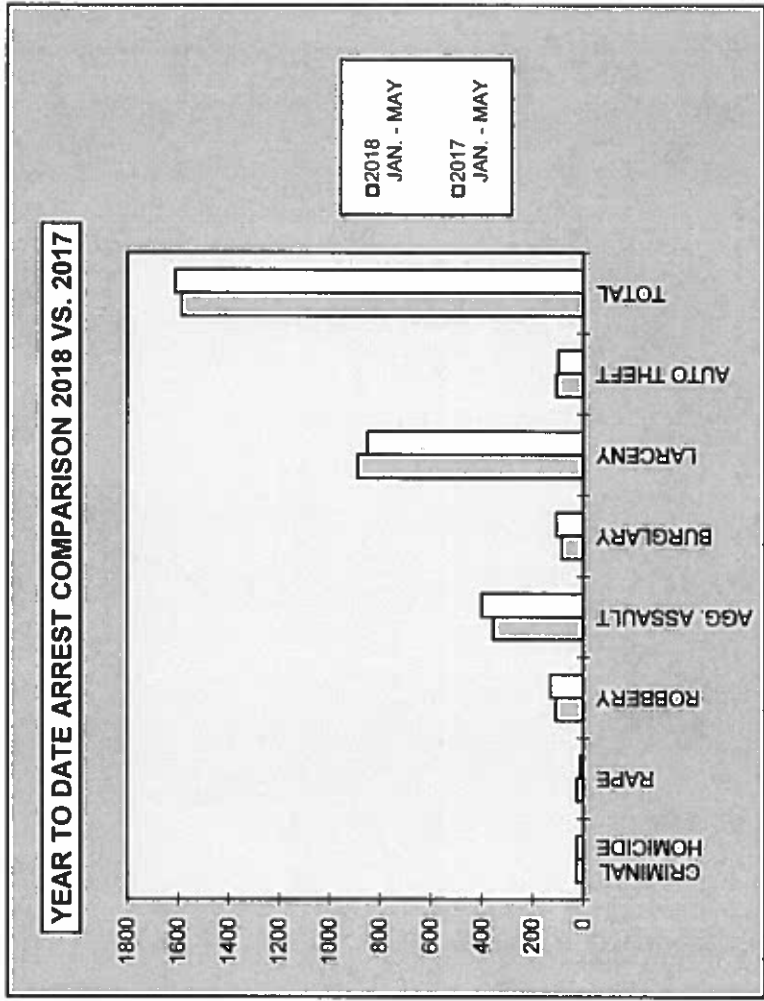 YEAR TO DATE ARREST COMPARISON 2018 VS. 2017
1800
1600
1400
1200
1000
800
600
400
200
0
CRIMINAL
HOMICIDE
RAPE
ROBBERY
AGG. ASSAULT
BURGLARY
LARCENY
AUTO THEFT
TOTAL
2018
JAN. - MAY
2017
JAN. - MAY